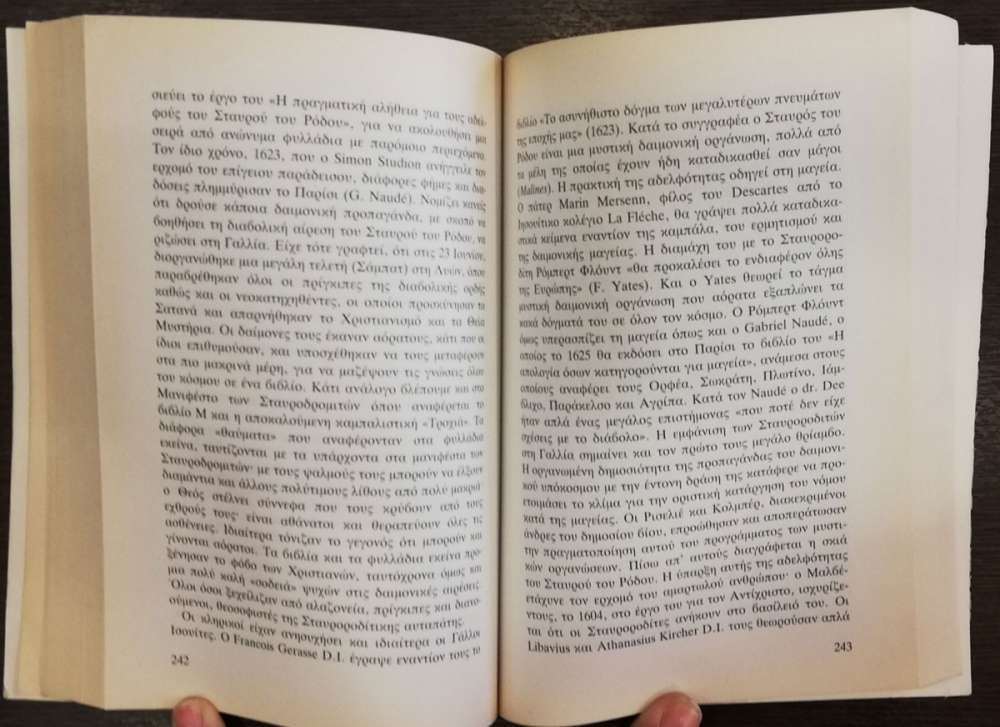 σιεύει το έργο του «Η πραγματική αλήθεια για τους αδελ-
φούς του Σταυρού του Ρόδου», για να ακολουθήσει μια
σειρά από ανώνυμα φυλλάδια με παρόμοιο περιεχόμενο.
Τον ίδιο χρόνο, 1623, που ο Simon Studion ανήγγειλε τον
ερχομό του επίγειου παράδεισου, διάφορες φήμες και δια-
δόσεις πλημμύρισαν το Παρίσι (G. Naudé). Νομίζει κανείς
ότι δρούσε κάποια δαιμονική προπαγάνδα, με σκοπό να
βοηθήσει τη διαβολική αίρεση του Σταυρού του Ρόδου, να
ριζώσει στη Γαλλία. Είχε τότε γραφτεί, ότι στις 23 Ιουνίου,
διοργανώθηκε μια μεγάλη τελετή (Σάμπατ) στη Λυών, όπου
παραβρέθηκαν όλοι οι πρίγκιπες της διαβολικής ορδής
καθώς και οι νεοκατηχηθέντες, οι οποίοι προσκύνησαν το
Σατανά και απαρνήθηκαν το Χριστιανισμό και τα Θεία
Μυστήρια. Οι δαίμονες τους έκαναν αόρατους, κάτι που οι
ίδιοι επιθυμούσαν, και υποσχέθηκαν να τους μεταφέρουν
στα πιο μακρινά μέρη, για να μαζέψουν τις γνώσεις όλου
του κόσμου σε ένα βιβλίο. Κάτι ανάλογο βλέπουμε και στο
Μανιφέστο των Σταυροδρομιτών όπου αναφέρεται το
βιβλίο Μ και η αποκαλούμενη καμπαλιστική «Τροχιά». Τα
διάφορα «θαύματα» που αναφέρονταν στα φυλλάδια
εκείνα, ταυτίζονται με τα υπάρχοντα στα μανιφέστα των
Σταυροδρομιτών· με τους ψαλμούς τους μπορούν να έλξουν
διαμάντια και άλλους πολύτιμους λίθους από πολύ μακριά·
ο Θεός στέλνει σύννεφα που τους κρύβουν από τους
εχθρούς τους· είναι αθάνατοι και θεραπεύουν όλες τις
ασθένειες. Ιδιαίτερα τόνιζαν το γεγονός ότι μπορούν και
γίνονται αόρατοι. Τα βιβλία και τα φυλλάδια εκείνα προ-
ξένησαν το φόβο των Χριστιανών, ταυτόχρονα όμως και
μια πολύ καλή «σοδειά» ψυχών στις δαιμονικές αιρέσεις.
Όλοι όσοι ξεχείλιζαν από αλαζονία, πρίγκιπες και διανο-
ούμενοι, θεοσοφιστές της Σταυροροδίτικης αυταπάτης.
Οι κληρικοί είχαν ανησυχήσει και ιδιαίτερα οι Γάλλοι
Ισουίτες. Ο Francois Gerasse D.I. έγραψε εναντίον τους το
242
βιβλίο «Το ασυνήθιστο δόγμα των μεγαλυτέρων πνευμάτων
της εποχής μας» (1623). Κατά το συγγραφέα ο Σταυρός του
Ρόδου είναι μια μυστική δαιμονική οργάνωση, πολλά από
τα μέλη της οποίας έχουν ήδη καταδικασθεί σαν μάγοι
(Malines). Η πρακτική της αδελφότητας οδηγεί στη μαγεία.
Ο πάτερ Marin Mersenn, φίλος του Descartes από το
Ιησουίτικο κολέγιο La Fléche, θα γράψει πολλά καταδικα-
στικά κείμενα εναντίον της καμπάλα, του ερμητισμού και
της δαιμονικής μαγείας. Η διαμάχη του με το Σταυρορο-
δίτη Ρόμπερτ Φλόυντ «θα προκαλέσει το ενδιαφέρον όλης
της Ευρώπης» (F. Yates). Και ο Yates θεωρεί το τάγμα
μυστική δαιμονική οργάνωση που αόρατα εξαπλώνει τα
κακά δόγματά του σε όλον τον κόσμο. Ο Ρόμπερτ Φλόυντ
όμως υπερασπίζει τη μαγεία όπως και ο Gabriel Naudé, ο
οποίος το 1625 θα εκδόσει στο Παρίσι το βιβλίο του «Η
απολογία όσων κατηγορούνται για μαγεία», ανάμεσα στους
οποίους αναφέρει τους Ορφέα, Σωκράτη, Πλωτίνο, Ιάμ-
βλιχο, Παράκελσο και Αγρίπα. Κατά τον Naudé ο dr. Dee
ήταν απλά ένας μεγάλος επιστήμονας «που ποτέ δεν είχε
σχέσεις με το διάβολο». Η εμφάνιση των Σταυροροδιτών
στη Γαλλία σημαίνει και τον πρώτο τους μεγάλο θρίαμβο.
Η οργανωμένη δημοσιότητα της προπαγάνδας του δαιμονι-
κού υπόκοσμου με την έντονη δράση της κατάφερε να προ-
ετοιμάσει το κλίμα για την οριστική κατάργηση του νόμου
κατά της μαγείας. Οι Ρισελιέ και Κολμπέρ, διακεκριμένοι
άνδρες του δημοσίου βίου, επροώθησαν και αποπεράτωσαν
την πραγματοποίηση αυτού του προγράμματος των μυστι-
κών οργανώσεων. Πίσω απ' αυτούς διαγράφεται η σκιά
του Σταυρού του Ρόδου. Η ύπαρξη αυτής της αδελφότητας
επιτάχυνε τον ερχομό του αμαρτωλού ανθρώπου· ο Μαλβέ-
ντους, το 1604, στο έργο του για τον Αντίχριστο, ισχυρίζε-
ται ότι οι Σταυροροδίτες ανήκουν στο βασίλειό του. Οι
Libavius και Athanasius Kircher D.I. τους θεωρούσαν απλά
243